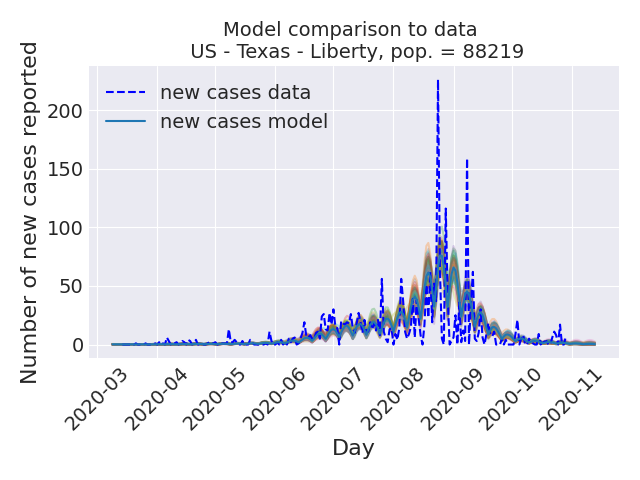 Model comparison to data
US - Texas - Liberty, pop. = 88219
Number of new cases reported
new cases data
new cases model
200
150
100
50
0
2020-03
2020-04
2020-05
2020-06
2020-07
2020-08
2020-09
2020-10
2020-11
Day